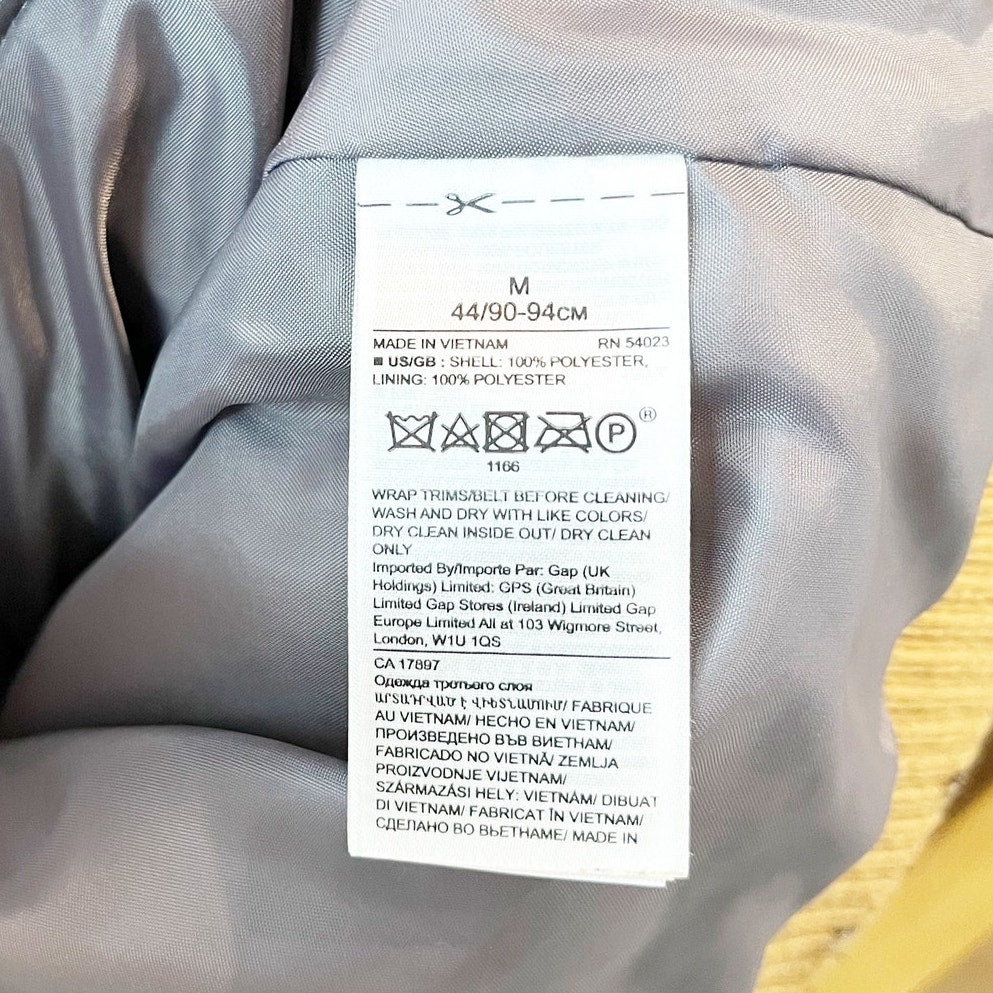 M
44/90-94см
MADE IN VIETNAM RN 54023
US/GB : SHELL: 100% POLYESTER,
LINING: 100% POLYESTER
P ®
1166
WRAP TRIMS/BELT BEFORE CLEANING/
WASH AND DRY WITH LIKE COLORS/
DRY CLEAN INSIDE OUT/ DRY CLEAN
ONLY
Imported By/Importe Par: Gap (UK
Holdings) Limited: GPS (Great Britain)
Limited Gap Stores (Ireland) Limited Gap
Europe Limited All at 103 Wigmore Street,
London, W1U 1QS
CA 17897
Одежда третьего слоя
ԱՐՏԱԴՐՎԱԾ Է ՎԻԵՏՆԱՄՈՒՄ/ FABRIQUE
AU VIETNAM/ HECHO EN VIETNAM/
ПРОИЗВЕДЕНО ВЪВ ВИЕТНАМ/
FABRICADO NO VIETNÃ/ ZEMLJA
PROIZVODNJE VIJETNAM/
SZÁRMAZÁSI HELY: VIETNÁM/ DIBUAT
DI VIETNAM/ FABRICAT ÎN VIETNAM/
СДЕЛАНО ВО ВЬЕТНАМЕ/ MADE IN